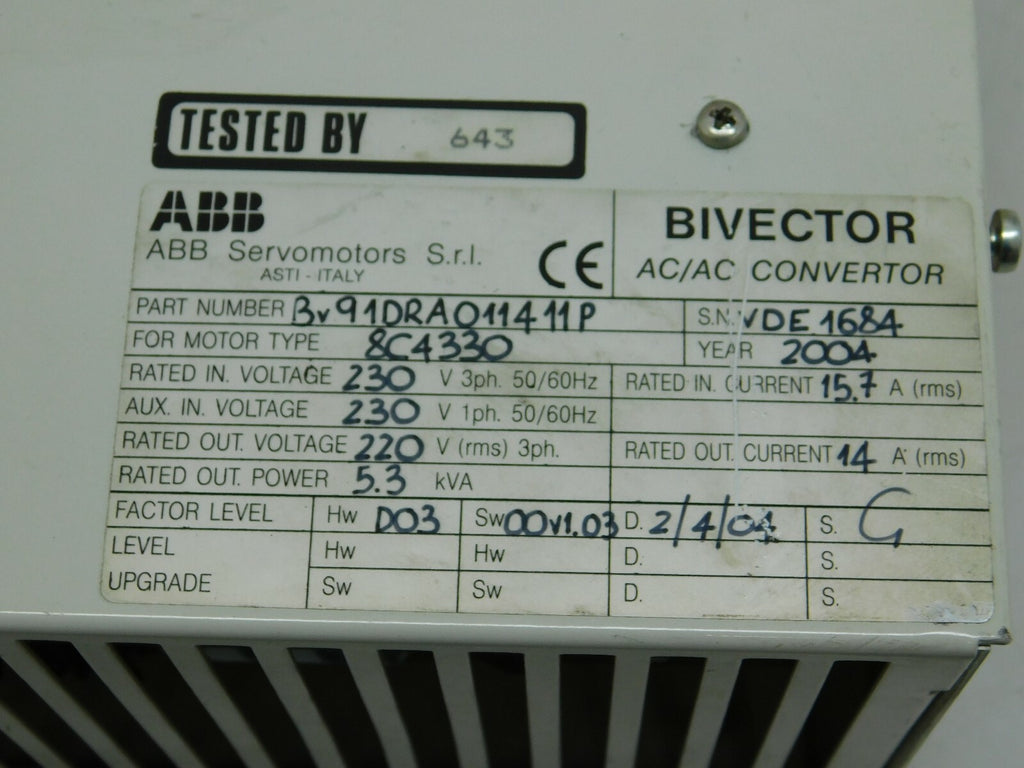 TESTED BY 643
ABB
ABB Servomotors S.r.l.
ASTI - ITALY
CE
BIVECTOR
AC/AC CONVERTOR
PART NUMBER Bv91DRA011411P S.N. VDE 1684
FOR MOTOR TYPE 8C4330 YEAR 2004
RATED IN. VOLTAGE 230 V 3ph. 50/60Hz RATED IN. CURRENT 15.7 A (rms)
AUX. IN. VOLTAGE 230 V 1ph. 50/60Hz
RATED OUT. VOLTAGE 220 V (rms) 3ph. RATED OUT. CURRENT 14 A (rms)
RATED OUT. POWER 5.3 kVA
FACTOR LEVEL Hw D03 Sw 00v1.03 D. 2/4/04 S. G
LEVEL Hw Hw D. S.
UPGRADE Sw Sw D. S.